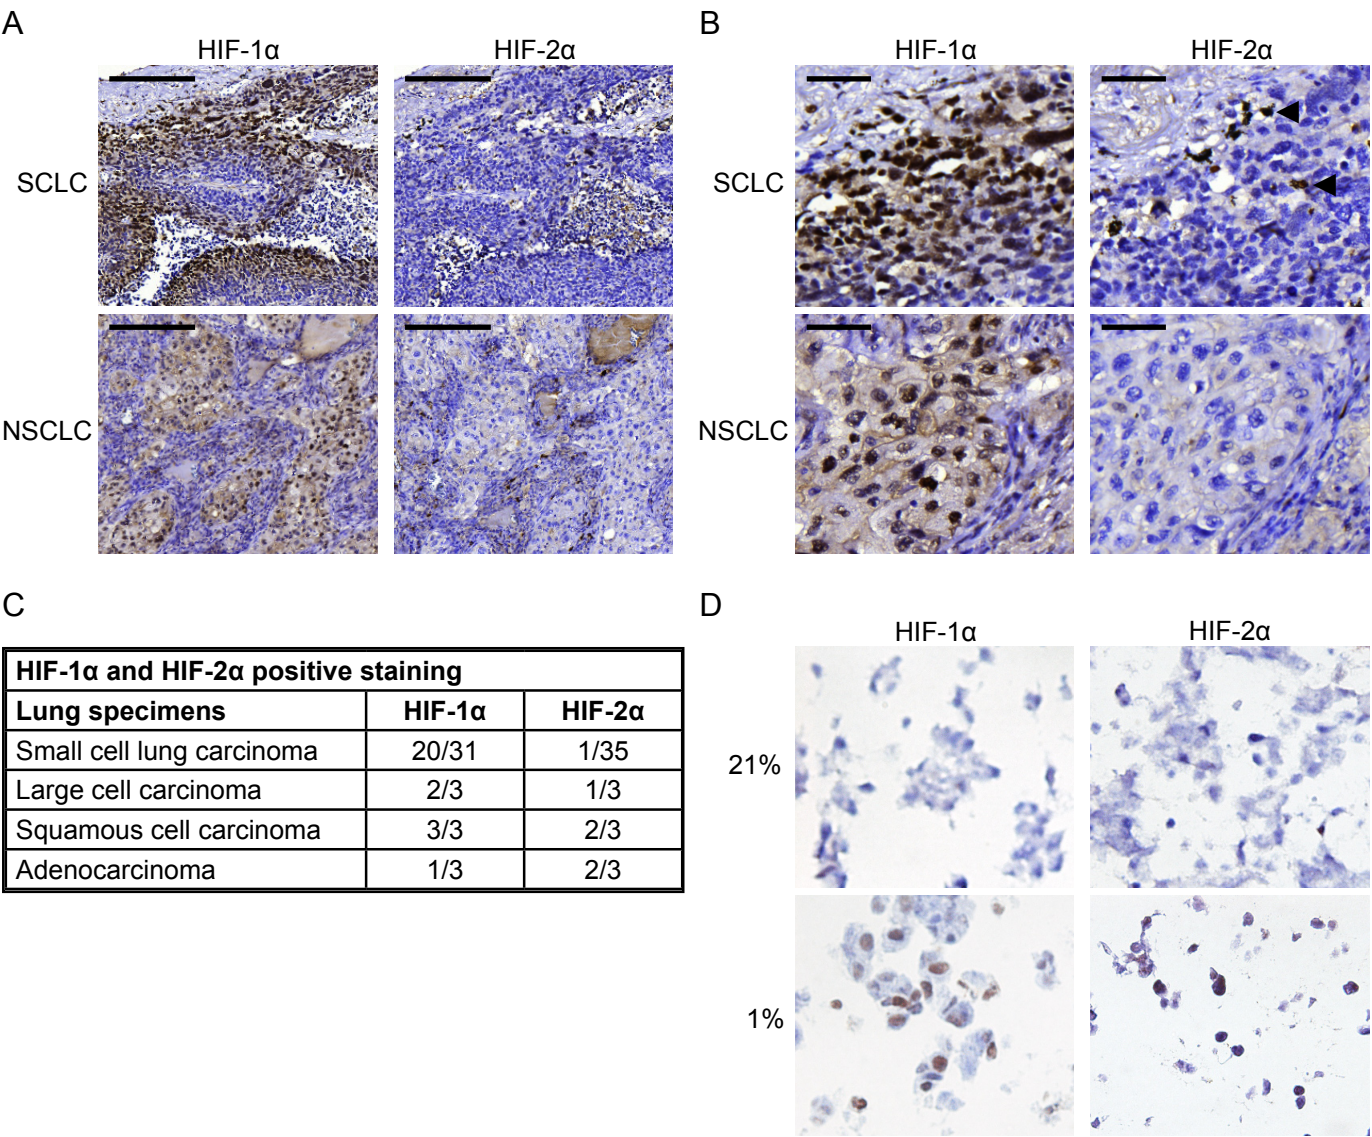 A
HIF-1α HIF-2α
SCLC
NSCLC
B
HIF-1α HIF-2α
SCLC
NSCLC
C
HIF-1α and HIF-2α positive staining
Lung specimens HIF-1α HIF-2α
Small cell lung carcinoma 20/31 1/35
Large cell carcinoma 2/3 1/3
Squamous cell carcinoma 3/3 2/3
Adenocarcinoma 1/3 2/3
D
HIF-1α HIF-2α
21%
1%